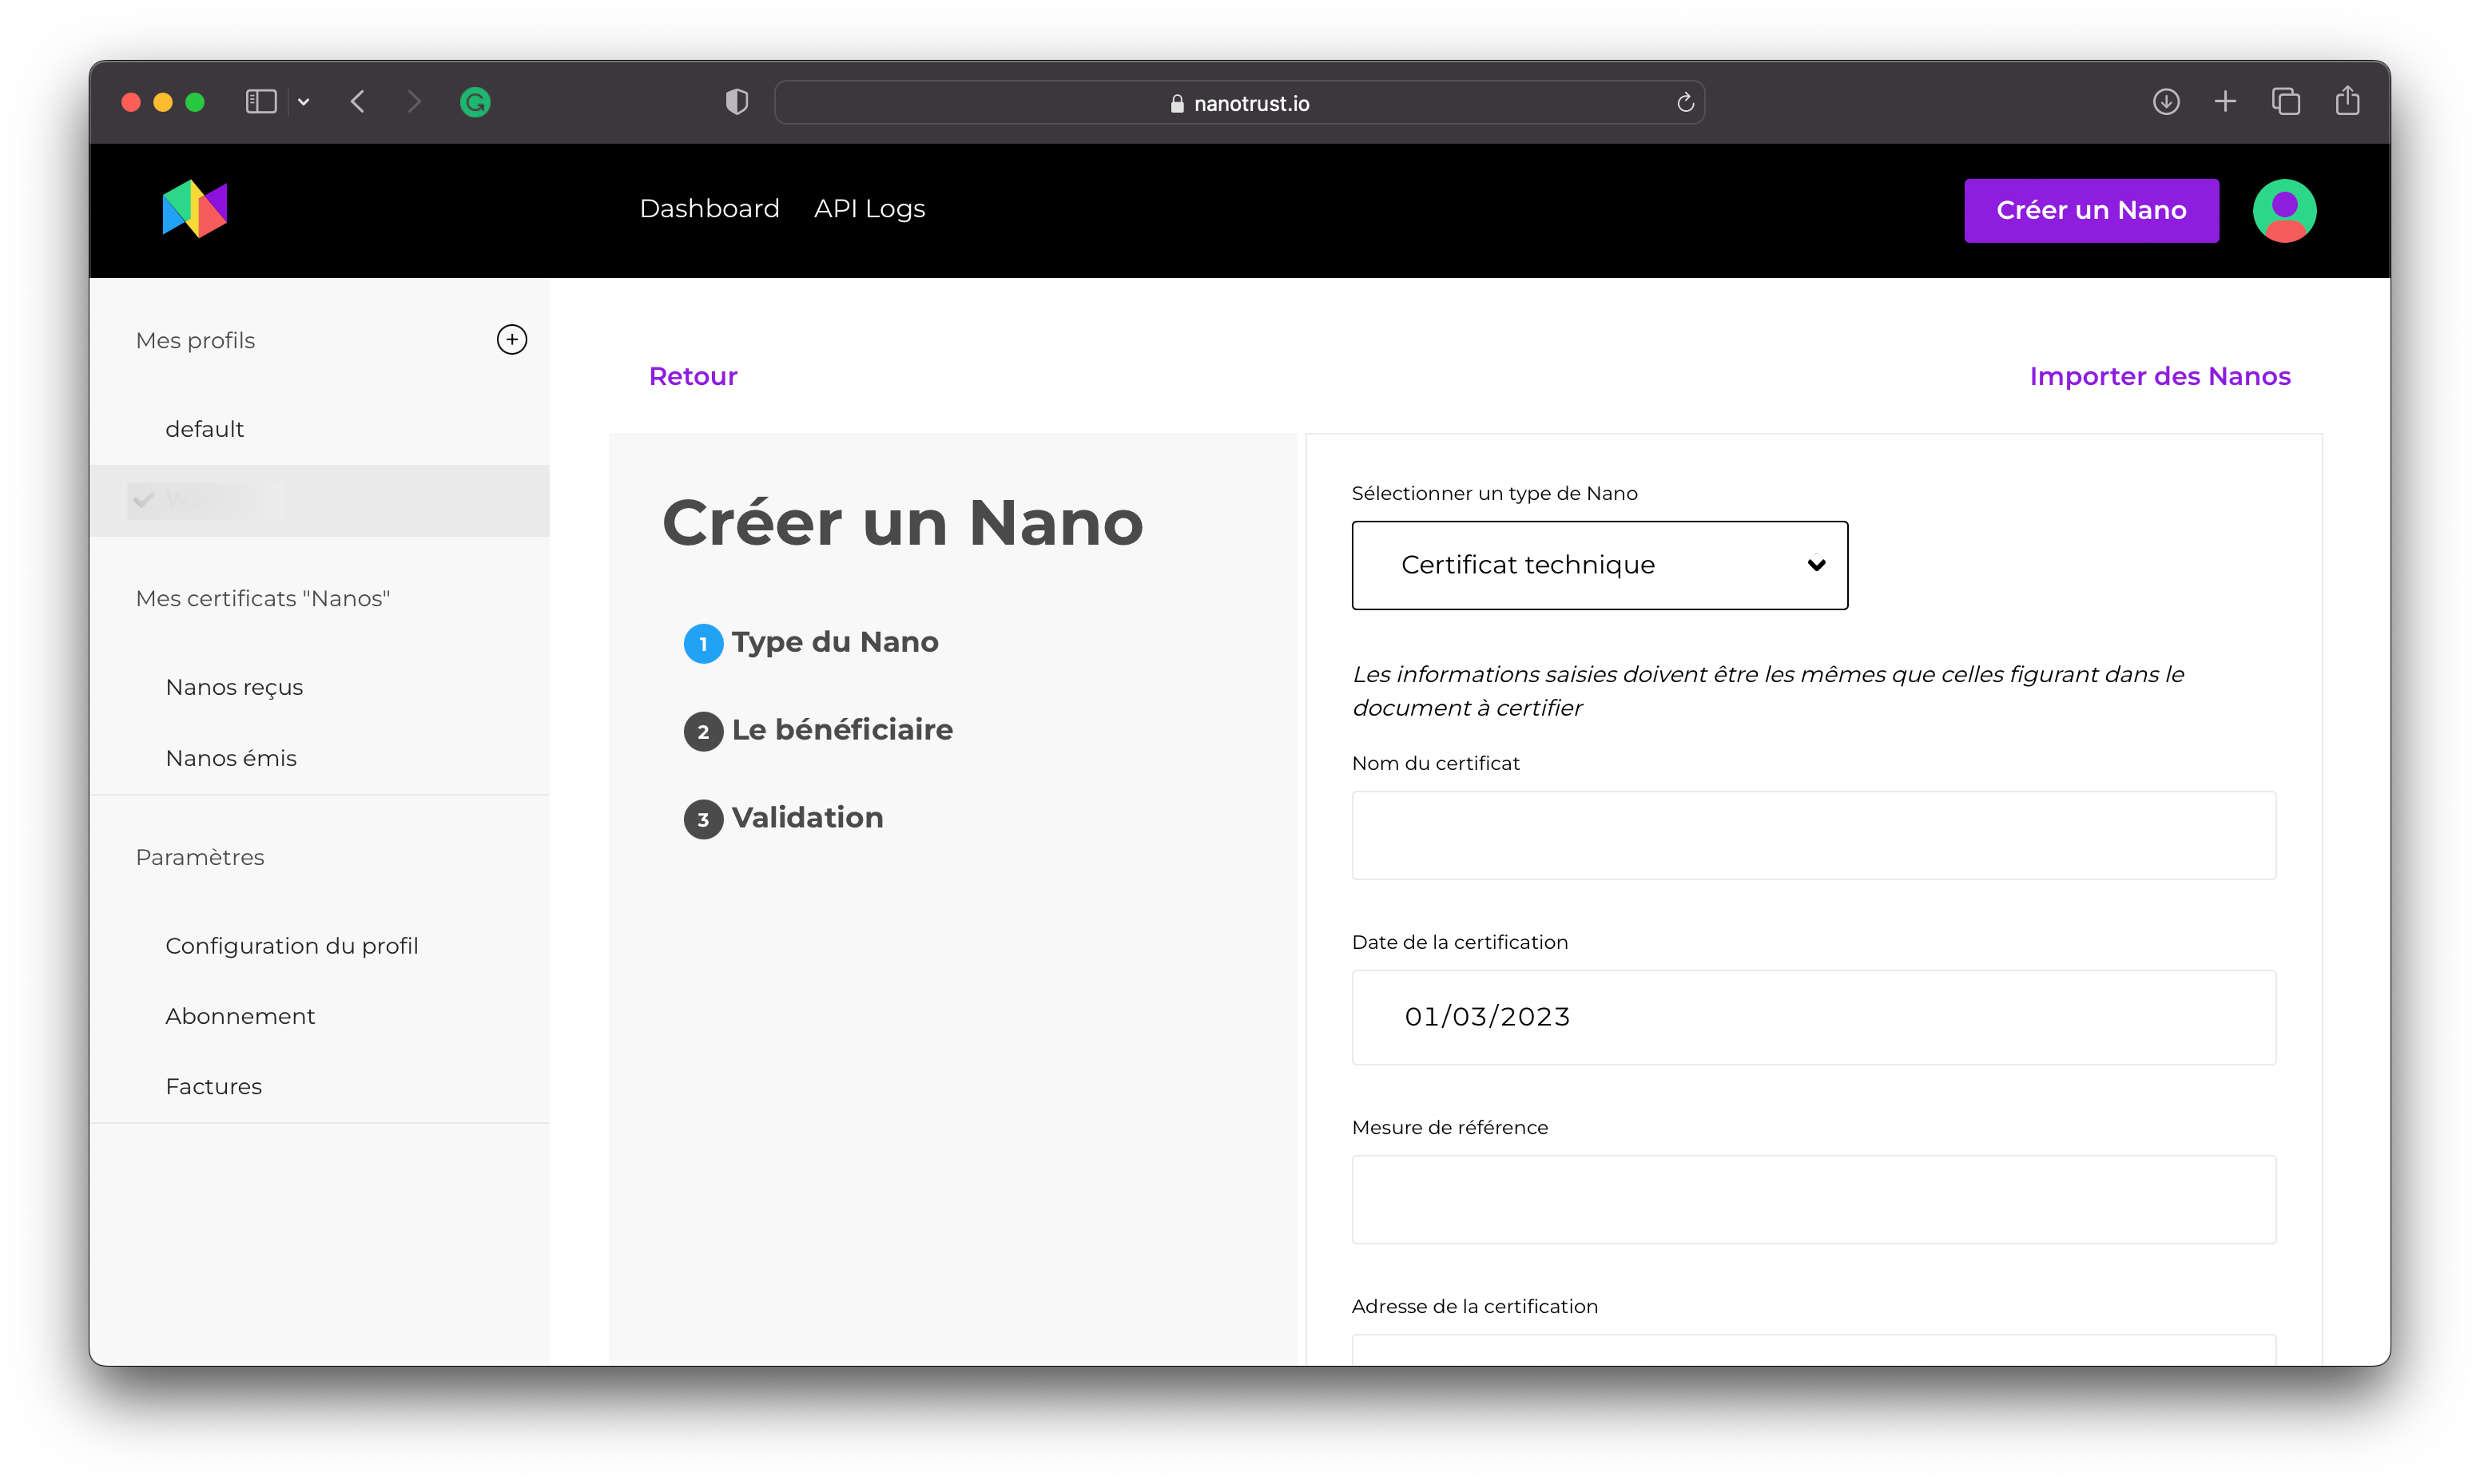 nanotrust.io
Dashboard
API Logs
Créer un Nano
Mes profils
default
Mes certificats "Nanos"
Nanos reçus
Nanos émis
Paramètres
Configuration du profil
Abonnement
Factures
Retour
Importer des Nanos
Créer un Nano
1 Type du Nano
2 Le bénéficiaire
3 Validation
Sélectionner un type de Nano
Certificat technique
Les informations saisies doivent être les mêmes que celles figurant dans le
document à certifier
Nom du certificat
Date de la certification
01/03/2023
Mesure de référence
Adresse de la certification